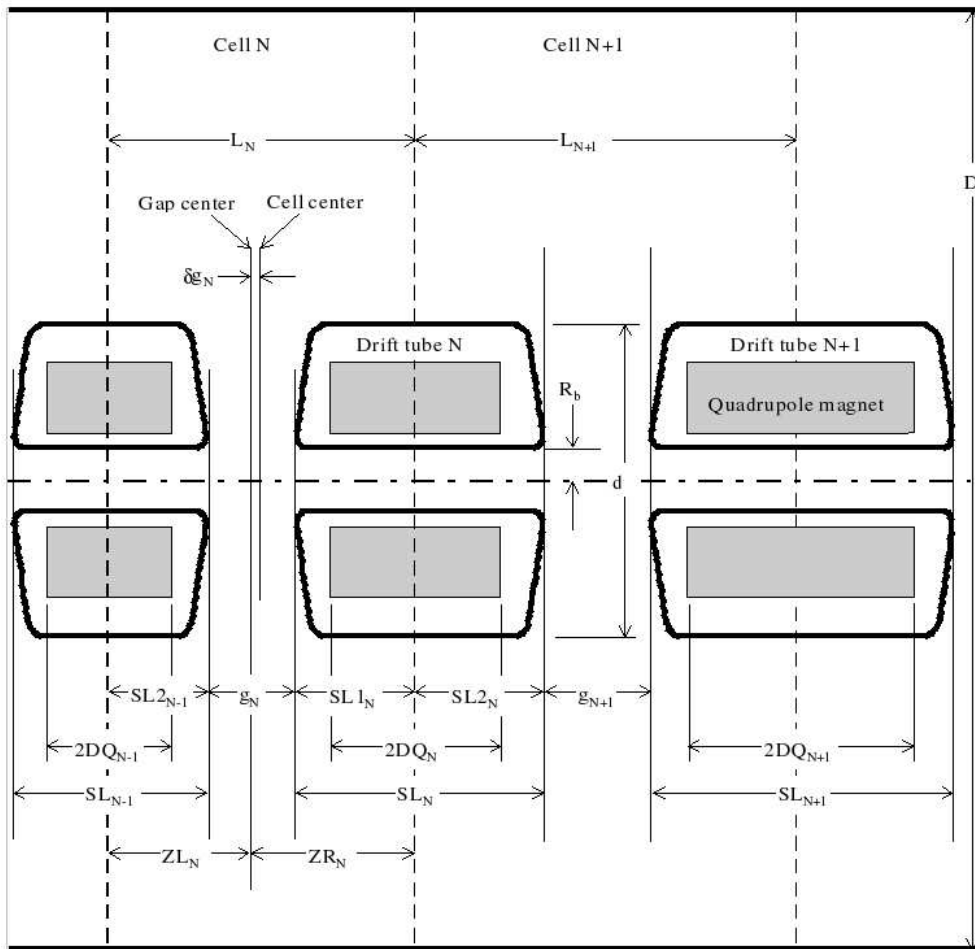 Cell N
Cell N+1
L_N
L_N+1
D
Gap center
Cell center
δg_N
Drift tube N
Drift tube N+1
R_b
Quadrupole magnet
d
SL2_N-1
g_N
SL1_N
SL2_N
g_N+1
2DQ_N-1
2DQ_N
2DQ_N+1
SL_N-1
SL_N
SL_N+1
ZL_N
ZR_N